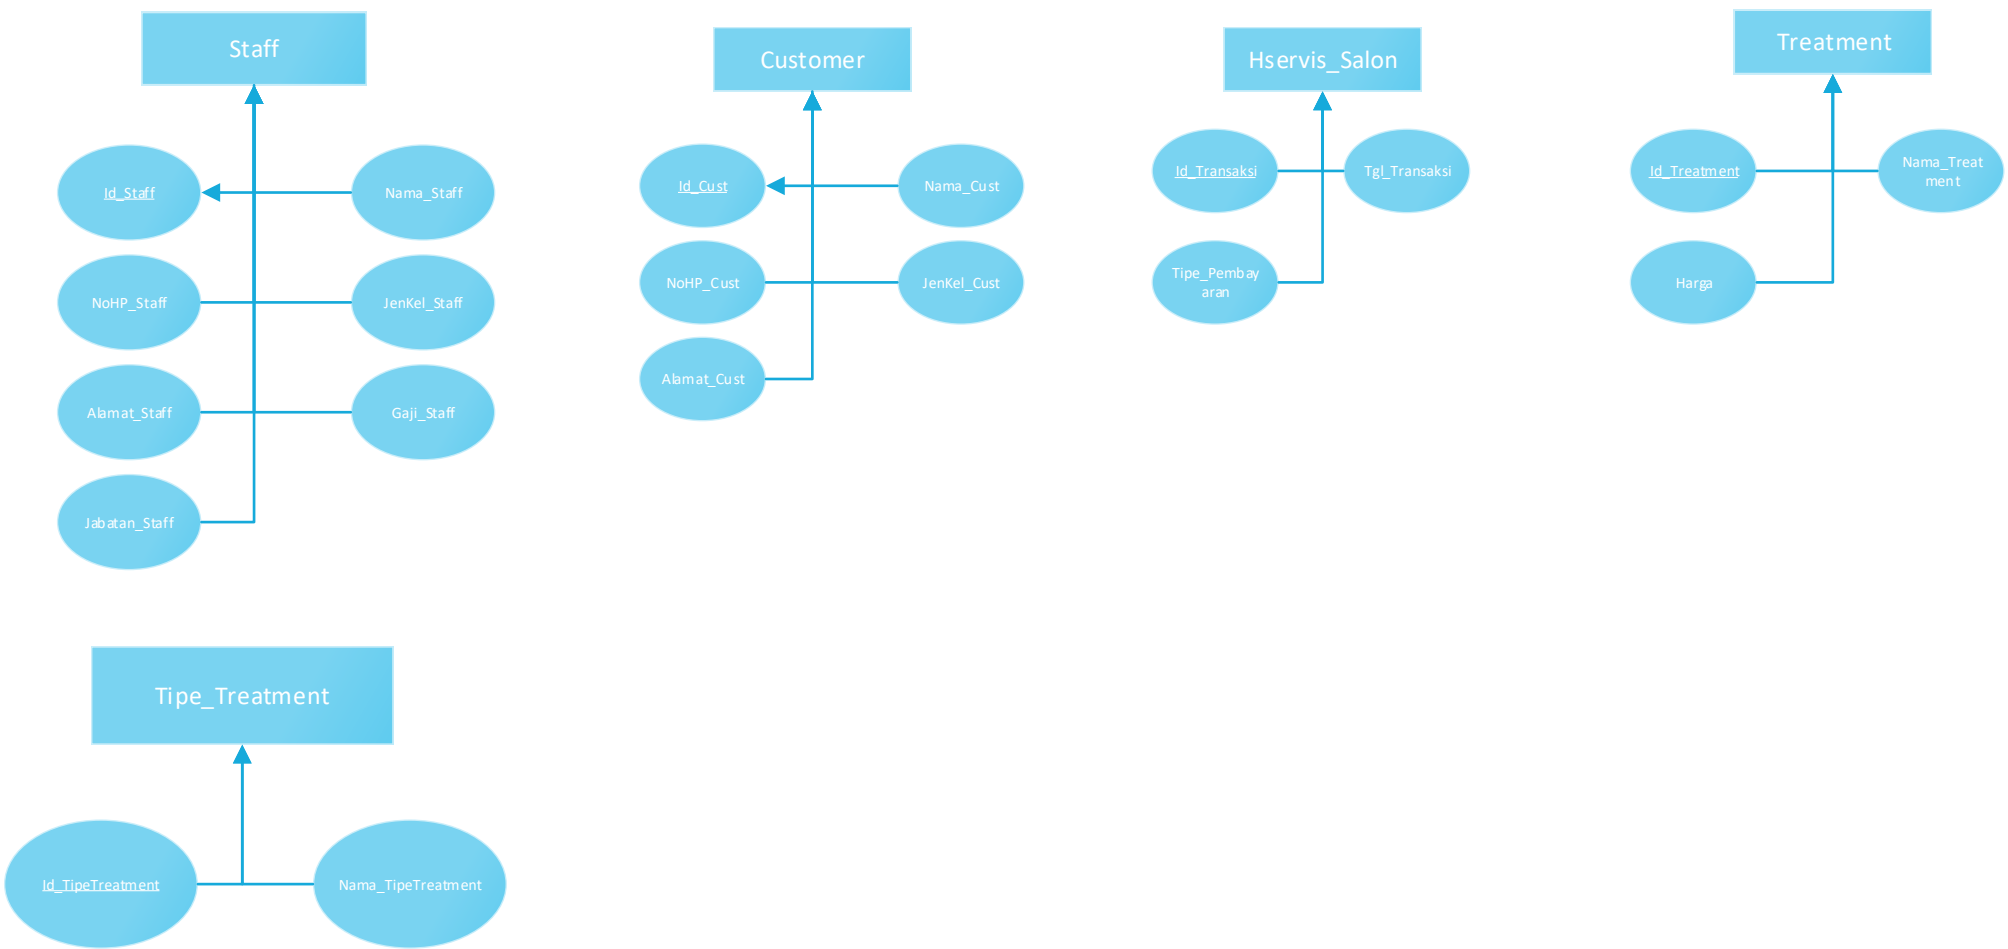 Staff
Id_Staff
Nama_Staff
NoHP_Staff
JenKel_Staff
Alamat_Staff
Gaji_Staff
Jabatan_Staff
Customer
Id_Cust
Nama_Cust
NoHP_Cust
JenKel_Cust
Alamat_Cust
Hservis_Salon
Id_Transaksi
Tgl_Transaksi
Tipe_Pembay
aran
Treatment
Id_Treatment
Nama_Treat
ment
Harga
Tipe_Treatment
Id_TipeTreatment
Nama_TipeTreatment